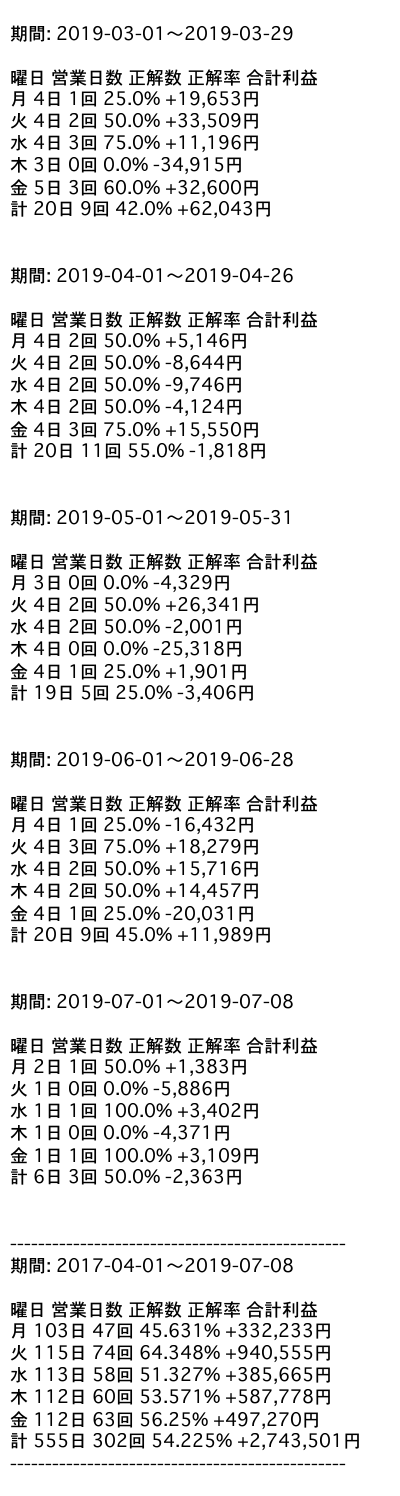 期間: 2019-03-01〜2019-03-29
曜日 営業日数 正解数 正解率 合計利益
月 4日 1回 25.0% +19,653円
火 4日 2回 50.0% +33,509円
水 4日 3回 75.0% +11,196円
木 3日 0回 0.0% -34,915円
金 5日 3回 60.0% +32,600円
計 20日 9回 42.0% +62,043円
期間: 2019-04-01〜2019-04-26
曜日 営業日数 正解数 正解率 合計利益
月 4日 2回 50.0% +5,146円
火 4日 2回 50.0% -8,644円
水 4日 2回 50.0% -9,746円
木 4日 2回 50.0% -4,124円
金 4日 3回 75.0% +15,550円
計 20日 11回 55.0% -1,818円
期間: 2019-05-01〜2019-05-31
曜日 営業日数 正解数 正解率 合計利益
月 3日 0回 0.0% -4,329円
火 4日 2回 50.0% +26,341円
水 4日 2回 50.0% -2,001円
木 4日 0回 0.0% -25,318円
金 4日 1回 25.0% +1,901円
計 19日 5回 25.0% -3,406円
期間: 2019-06-01〜2019-06-28
曜日 営業日数 正解数 正解率 合計利益
月 4日 1回 25.0% -16,432円
火 4日 3回 75.0% +18,279円
水 4日 2回 50.0% +15,716円
木 4日 2回 50.0% +14,457円
金 4日 1回 25.0% -20,031円
計 20日 9回 45.0% +11,989円
期間: 2019-07-01〜2019-07-08
曜日 営業日数 正解数 正解率 合計利益
月 2日 1回 50.0% +1,383円
火 1日 0回 0.0% -5,886円
水 1日 1回 100.0% +3,402円
木 1日 0回 0.0% -4,371円
金 1日 1回 100.0% +3,109円
計 6日 3回 50.0% -2,363円
------------------------------------------------
期間: 2017-04-01〜2019-07-08
曜日 営業日数 正解数 正解率 合計利益
月 103日 47回 45.631% +332,233円
火 115日 74回 64.348% +940,555円
水 113日 58回 51.327% +385,665円
木 112日 60回 53.571% +587,778円
金 112日 63回 56.25% +497,270円
計 555日 302回 54.225% +2,743,501円
------------------------------------------------